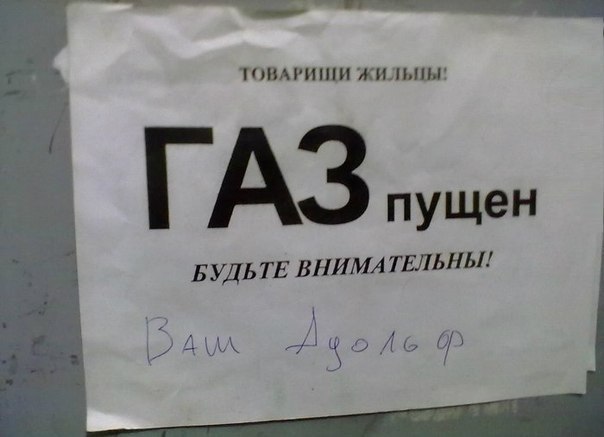 ТОВАРИЩИ ЖИЛЬЦЫ!
ГАЗ пущен
БУДЬТЕ ВНИМАТЕЛЬНЫ!
Ваш Адольф